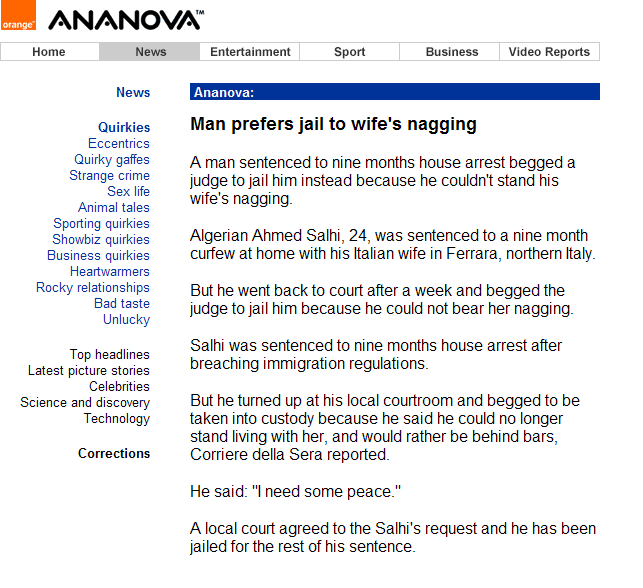 orange™
ANANOVA™
Home News Entertainment Sport Business Video Reports
News
Quirkies
Eccentrics
Quirky gaffes
Strange crime
Sex life
Animal tales
Sporting quirkies
Showbiz quirkies
Business quirkies
Heartwarmers
Rocky relationships
Bad taste
Unlucky
Top headlines
Latest picture stories
Celebrities
Science and discovery
Technology
Corrections
Ananova:
Man prefers jail to wife's nagging
A man sentenced to nine months house arrest begged a
judge to jail him instead because he couldn't stand his
wife's nagging.
Algerian Ahmed Salhi, 24, was sentenced to a nine month
curfew at home with his Italian wife in Ferrara, northern Italy.
But he went back to court after a week and begged the
judge to jail him because he could not bear her nagging.
Salhi was sentenced to nine months house arrest after
breaching immigration regulations.
But he turned up at his local courtroom and begged to be
taken into custody because he said he could no longer
stand living with her, and would rather be behind bars,
Corriere della Sera reported.
He said: "I need some peace."
A local court agreed to the Salhi's request and he has been
jailed for the rest of his sentence.